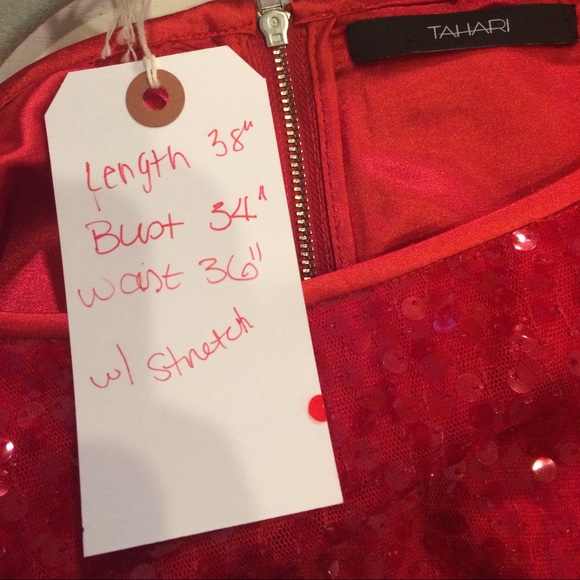 TAHARI
Length 38"
Bust 34"
Waist 36"
w/ stretch